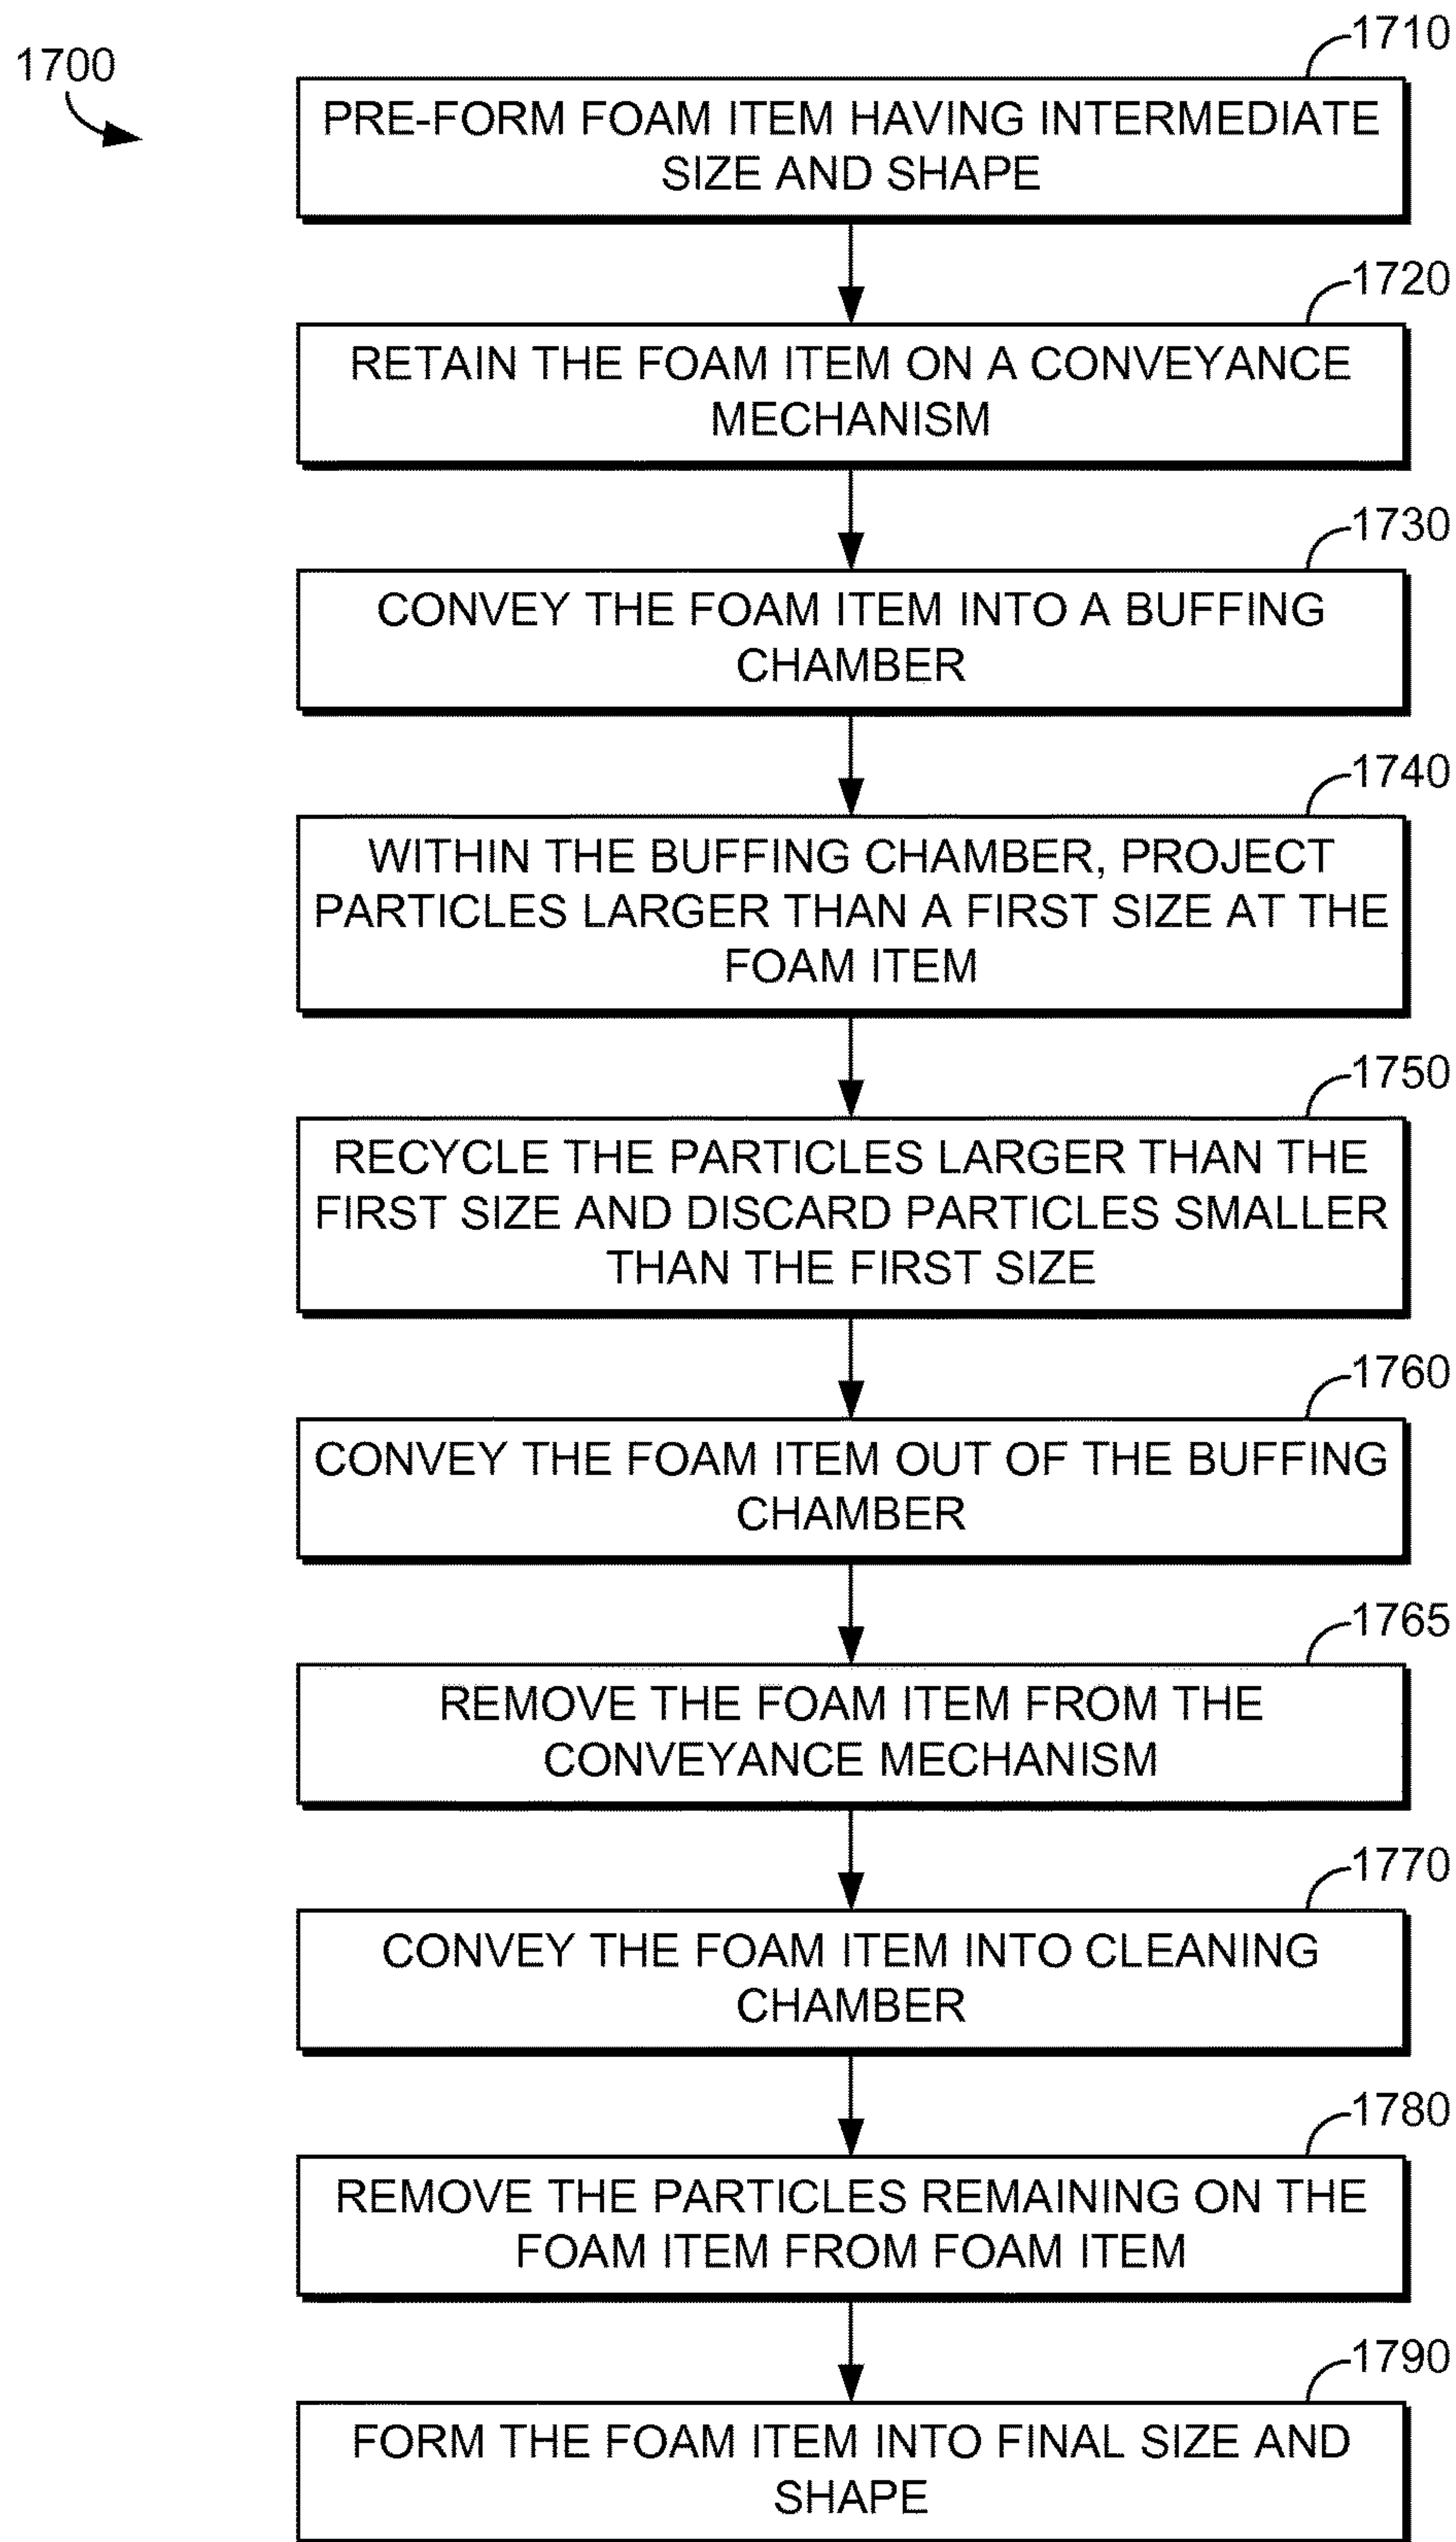 1700
1710
PRE-FORM FOAM ITEM HAVING INTERMEDIATE
SIZE AND SHAPE
1720
RETAIN THE FOAM ITEM ON A CONVEYANCE
MECHANISM
1730
CONVEY THE FOAM ITEM INTO A BUFFING
CHAMBER
1740
WITHIN THE BUFFING CHAMBER, PROJECT
PARTICLES LARGER THAN A FIRST SIZE AT THE
FOAM ITEM
1750
RECYCLE THE PARTICLES LARGER THAN THE
FIRST SIZE AND DISCARD PARTICLES SMALLER
THAN THE FIRST SIZE
1760
CONVEY THE FOAM ITEM OUT OF THE BUFFING
CHAMBER
1765
REMOVE THE FOAM ITEM FROM THE
CONVEYANCE MECHANISM
1770
CONVEY THE FOAM ITEM INTO CLEANING
CHAMBER
1780
REMOVE THE PARTICLES REMAINING ON THE
FOAM ITEM FROM FOAM ITEM
1790
FORM THE FOAM ITEM INTO FINAL SIZE AND
SHAPE